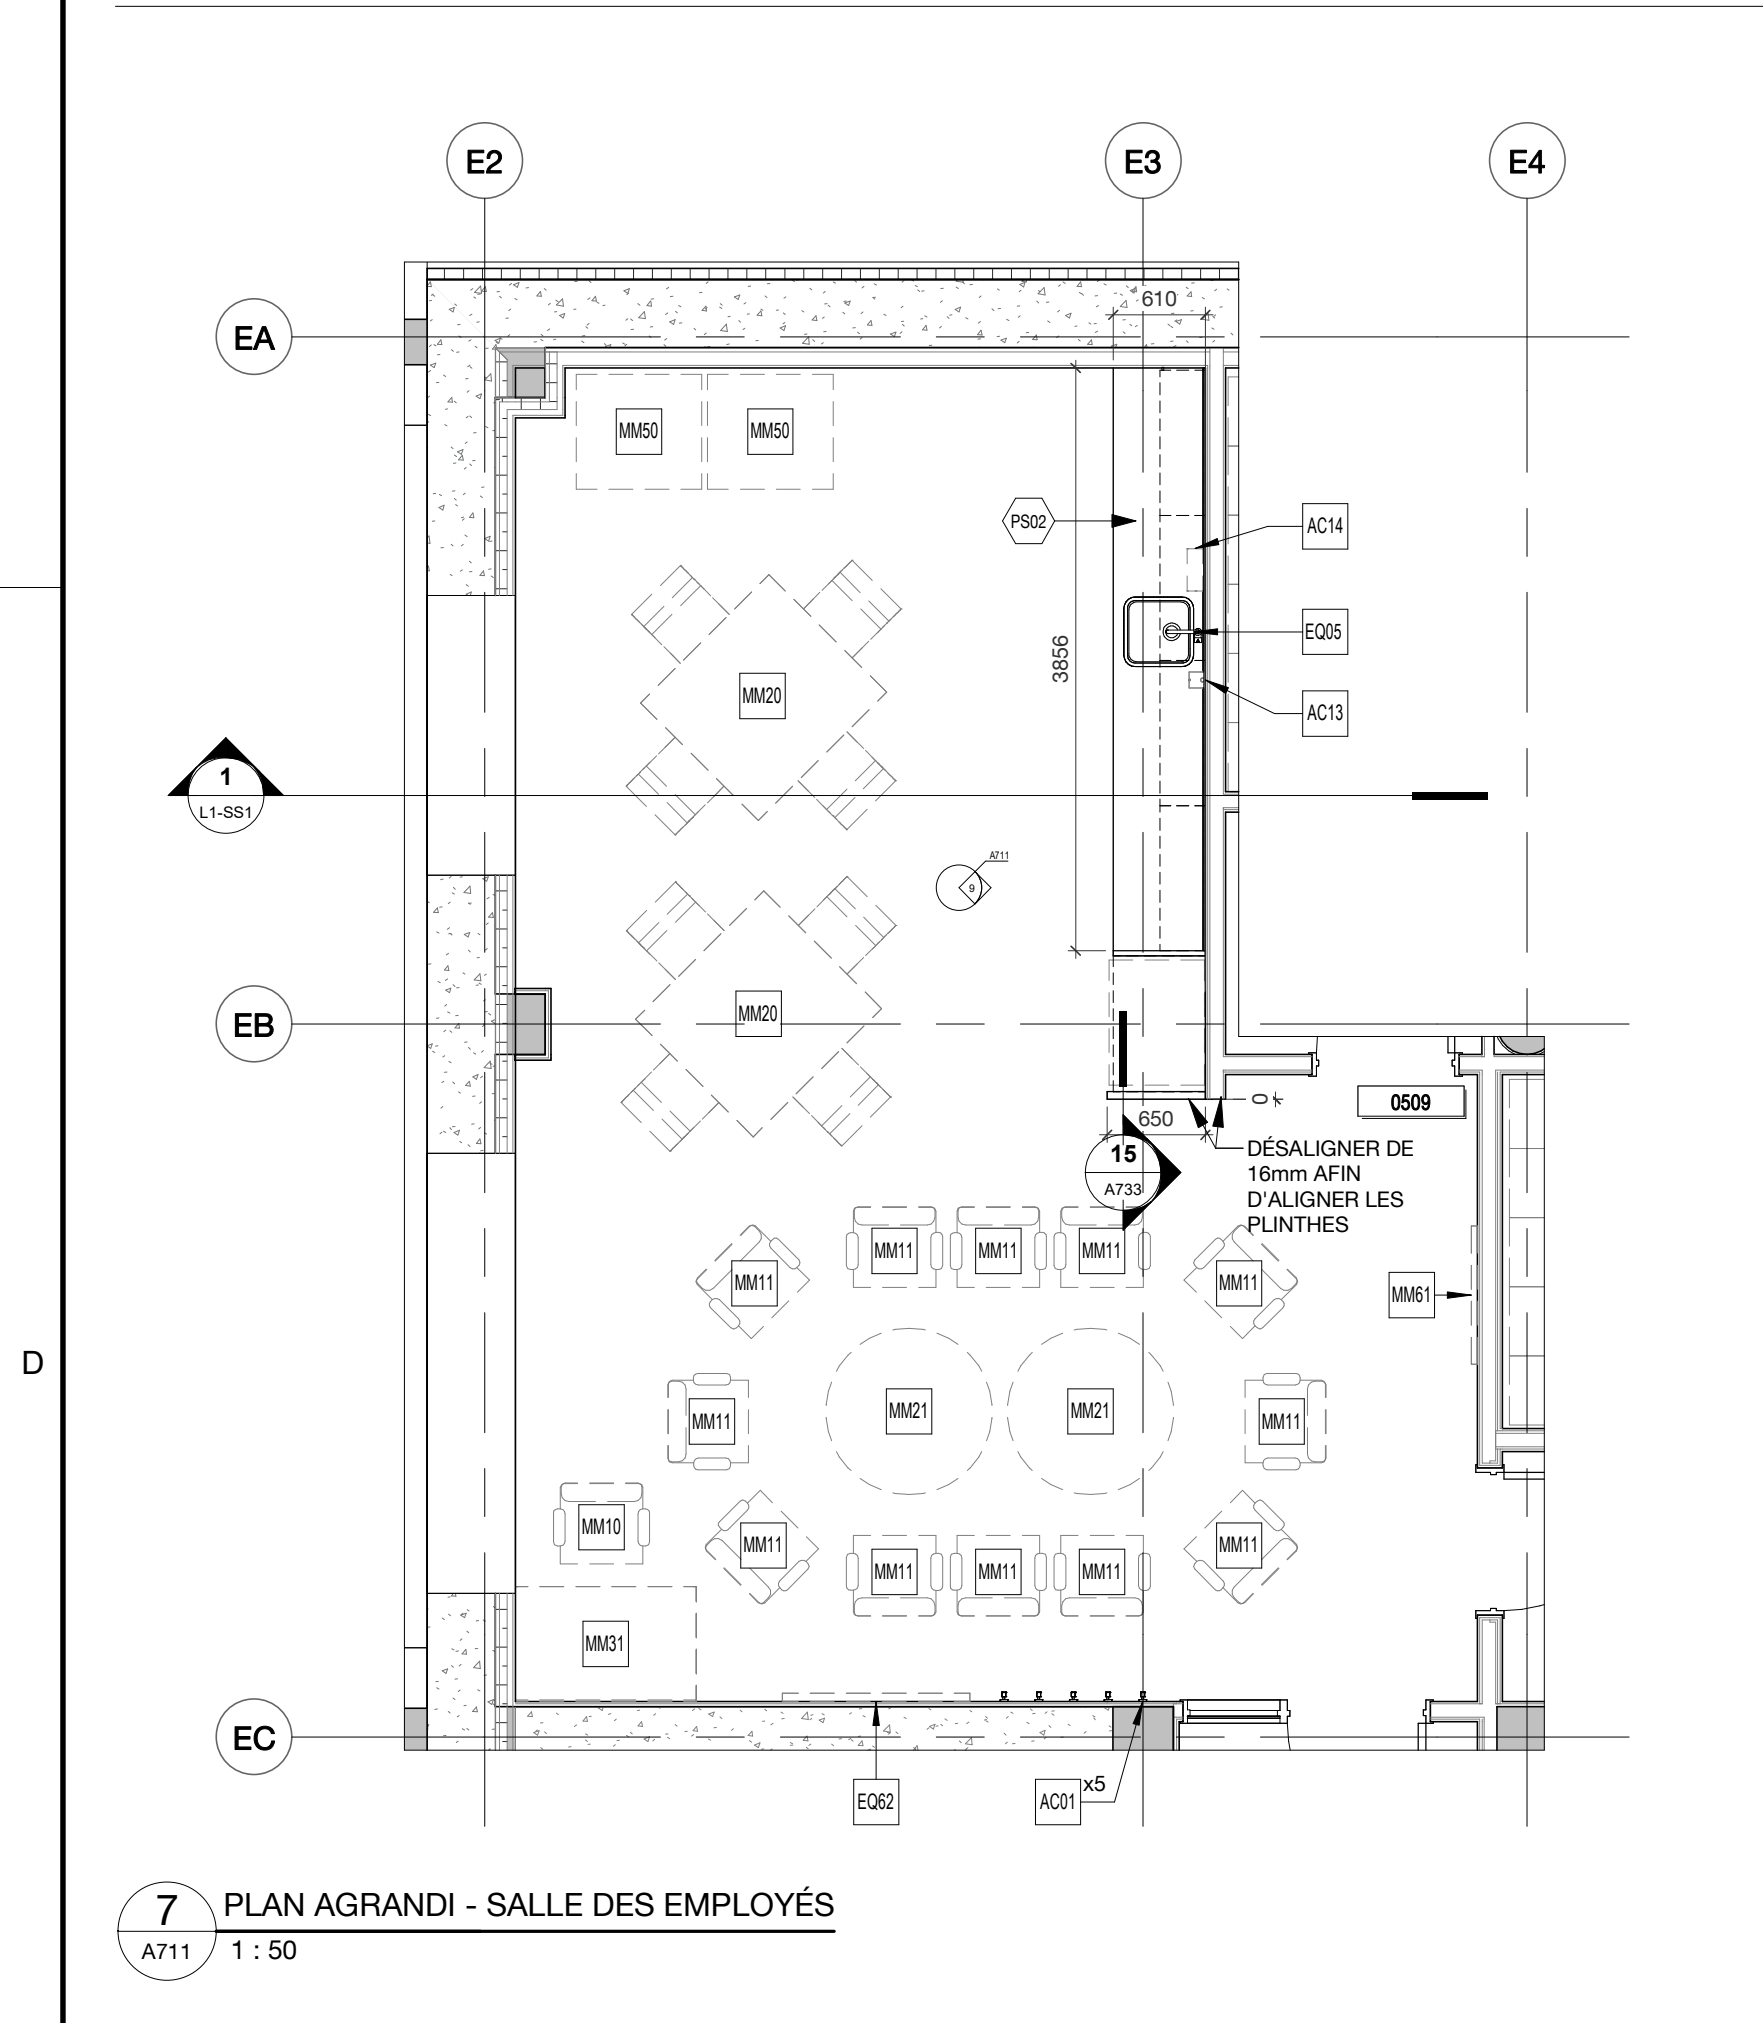 E2
E3
E4
610
EA
MM50
MM50
PS02
AC14
EQ05
3856
MM20
AC13
1
L1-SS1
A711
9
MM20
EB
0509
0
650
15
A733
DÉSALIGNER DE
16mm AFIN
D'ALIGNER LES
PLINTHES
MM11
MM11
MM11
MM11
MM11
MM61
D
MM11
MM21
MM21
MM11
MM10
MM11
MM11
MM11
MM11
MM11
MM31
EC
EQ62
AC01
x5
7
A711
PLAN AGRANDI - SALLE DES EMPLOYÉS
1 : 50